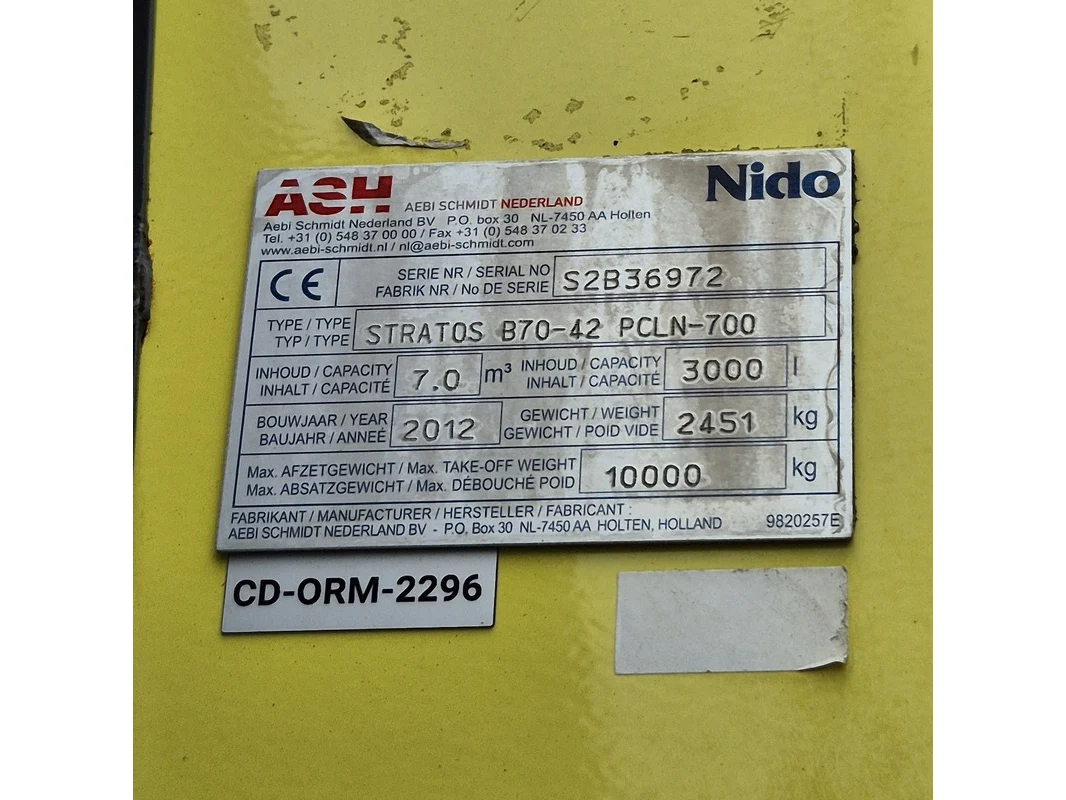 ASH AEBI SCHMIDT NEDERLAND Nido
Aebi Schmidt Nederland BV P.O. box 30 NL-7450 AA Holten
Tel. +31 (0) 548 37 00 00 / Fax +31 (0) 548 37 02 33
www.aebi-schmidt.nl / nl@aebi-schmidt.com
CE
SERIE NR / SERIAL NO
FABRIK NR / No DE SERIE
S2B36972
TYPE / TYPE
TYP / TYPE
STRATOS B70-42 PCLN-700
INHOUD / CAPACITY
INHALT / CAPACITÉ
7.0 m³
INHOUD / CAPACITY
INHALT / CAPACITÉ
3000 l
BOUWJAAR / YEAR
BAUJAHR / ANNEÉ
2012
GEWICHT / WEIGHT
GEWICHT / POID VIDE
2451 kg
Max. AFZETGEWICHT / Max. TAKE-OFF WEIGHT
Max. ABSATZGEWICHT / Max. DÉBOUCHÉ POID
10000 kg
FABRIKANT / MANUFACTURER / HERSTELLER / FABRICANT :
AEBI SCHMIDT NEDERLAND BV - P.O. Box 30 NL-7450AA HOLTEN, HOLLAND 9820257E
CD-ORM-2296